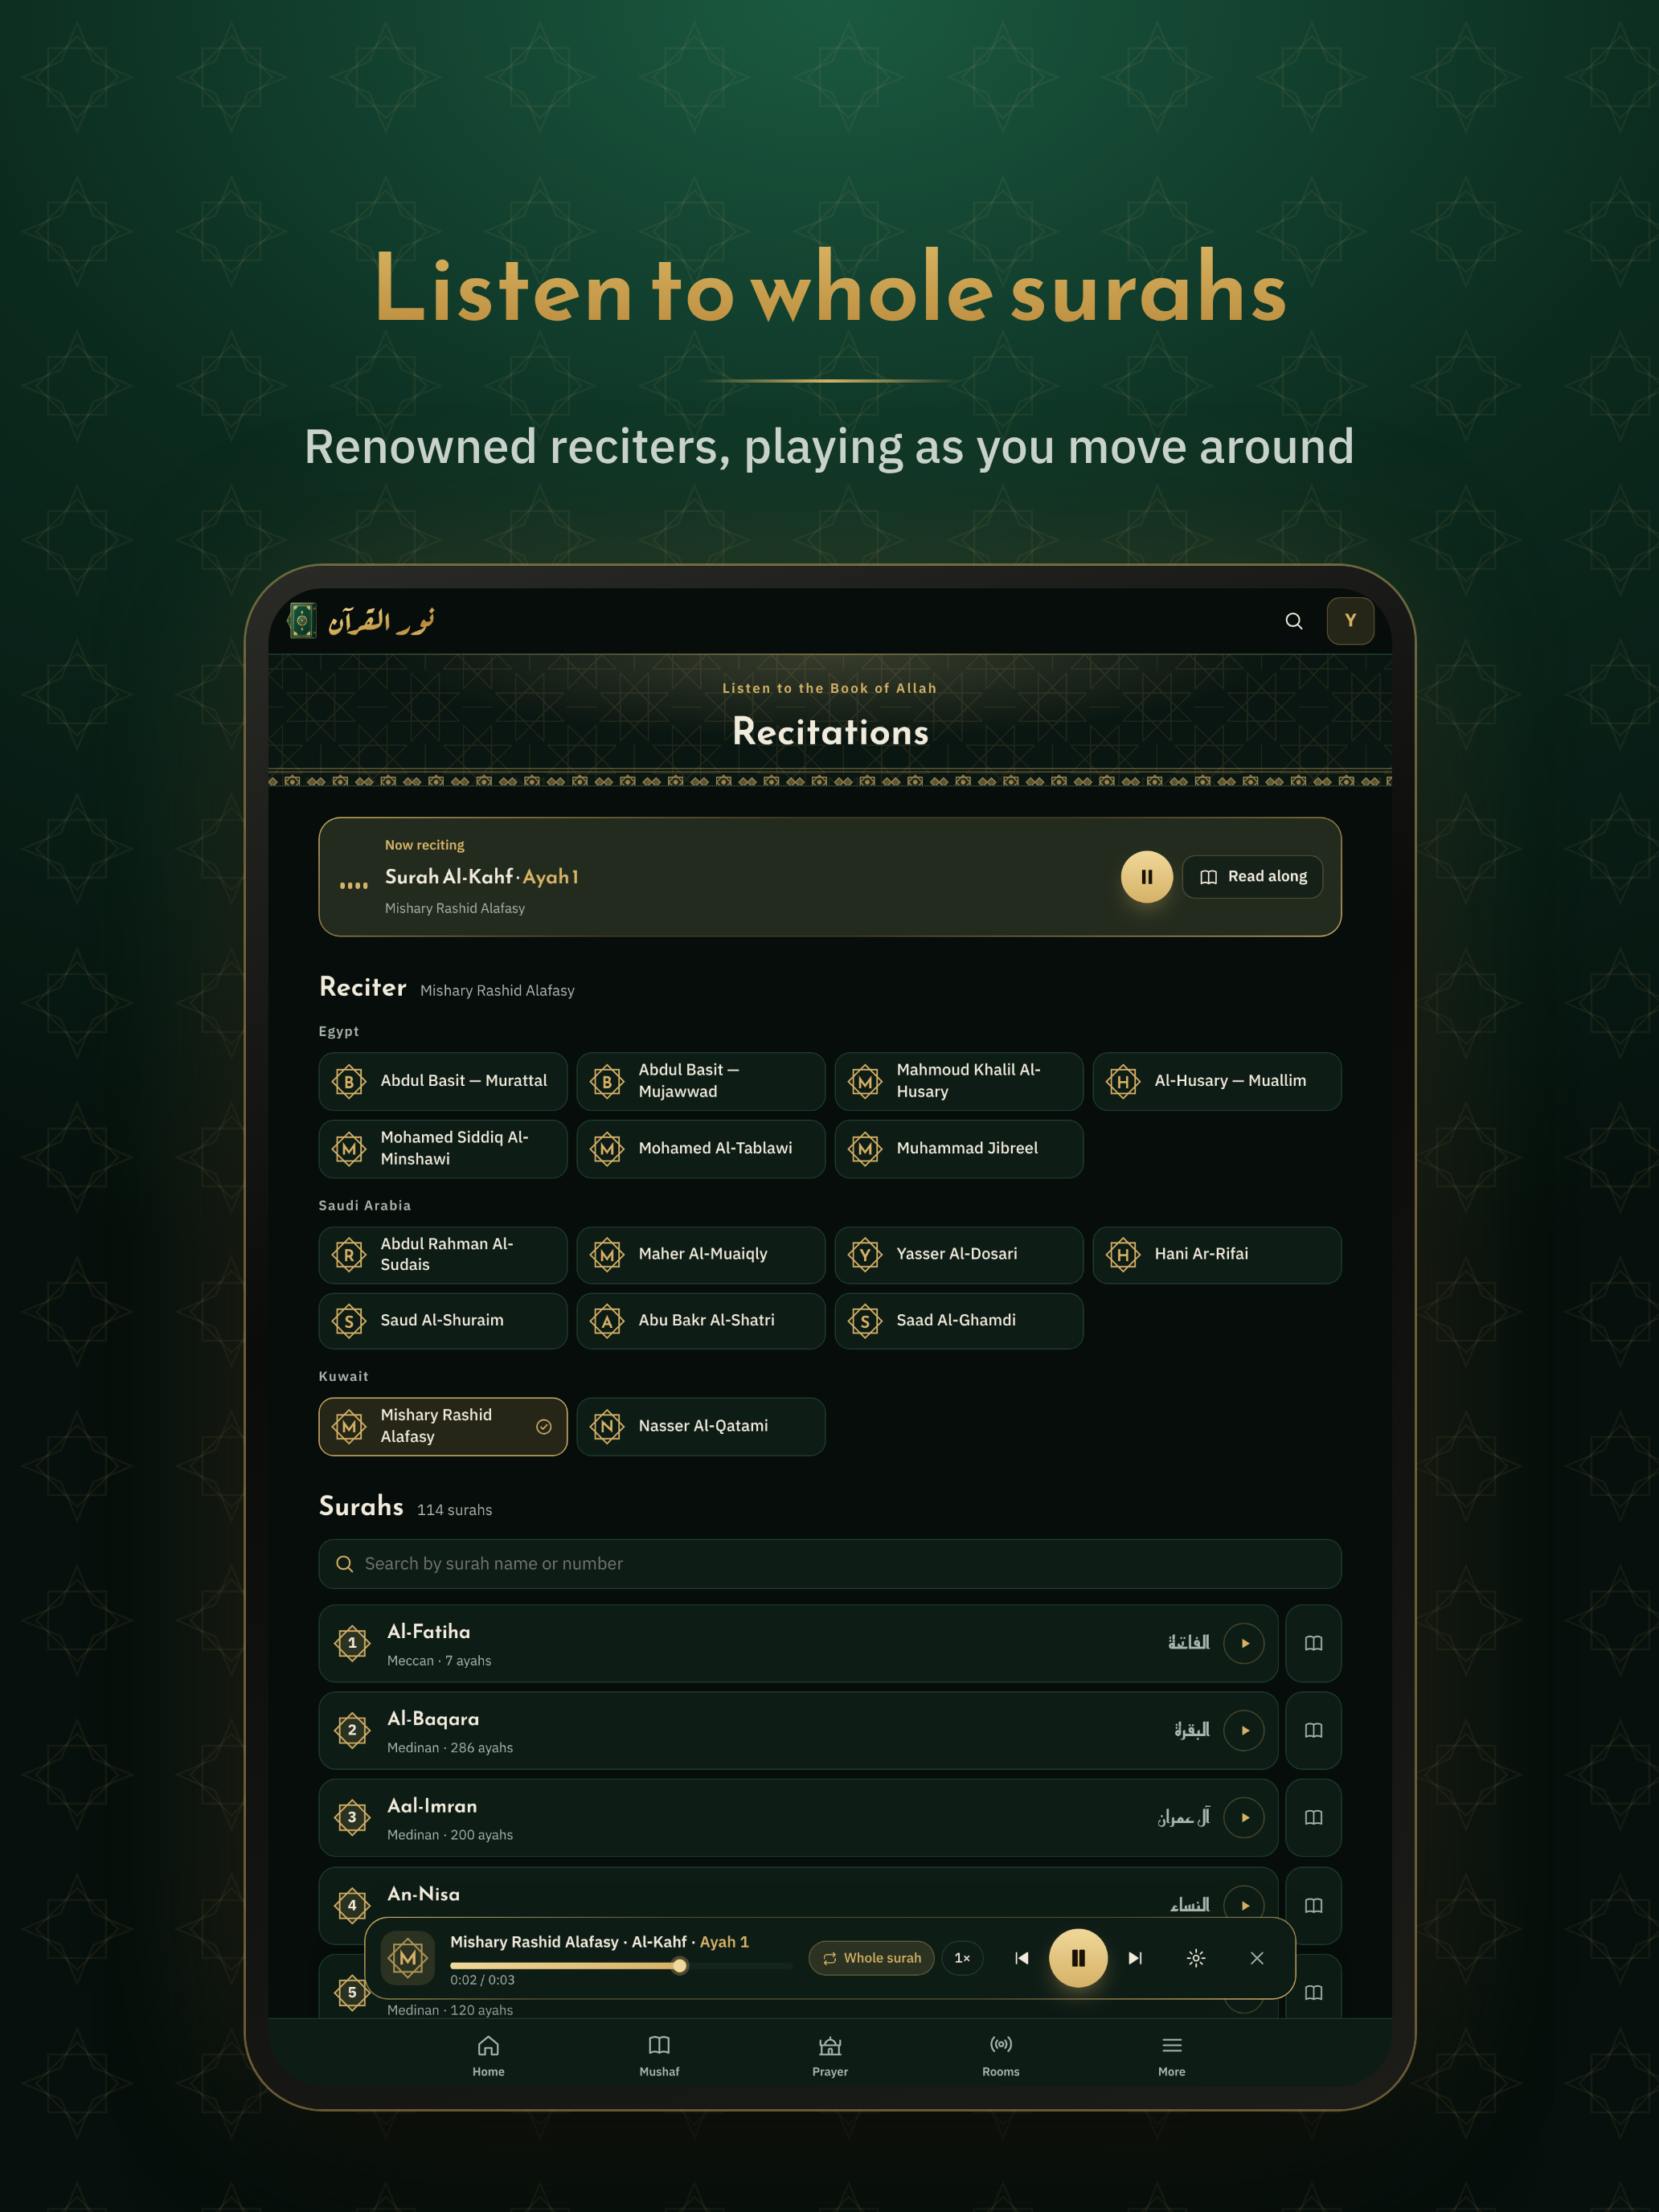 Listen to whole surahs
Renowned reciters, playing as you move around
نور القرآن
Y
Listen to the Book of Allah
Recitations
Now reciting
Surah Al-Kahf · Ayah 1
Mishary Rashid Alafasy
Read along
Reciter Mishary Rashid Alafasy
Egypt
B Abdul Basit — Murattal
B Abdul Basit —
Mujawwad
M Mahmoud Khalil Al-
Husary
H Al-Husary — Muallim
M Mohamed Siddiq Al-
Minshawi
M Mohamed Al-Tablawi
M Muhammad Jibreel
Saudi Arabia
R Abdul Rahman Al-
Sudais
M Maher Al-Muaiqly
Y Yasser Al-Dosari
H Hani Ar-Rifai
S Saud Al-Shuraim
A Abu Bakr Al-Shatri
S Saad Al-Ghamdi
Kuwait
M Mishary Rashid
Alafasy
N Nasser Al-Qatami
Surahs 114 surahs
Search by surah name or number
1 Al-Fatiha الفاتحة
Meccan · 7 ayahs
2 Al-Baqara البقرة
Medinan · 286 ayahs
3 Aal-Imran آل عمران
Medinan · 200 ayahs
4 An-Nisa النساء
M Mishary Rashid Alafasy · Al-Kahf · Ayah 1
0:02 / 0:03
Whole surah
1×
5
Medinan · 120 ayahs
Home
Mushaf
Prayer
Rooms
More